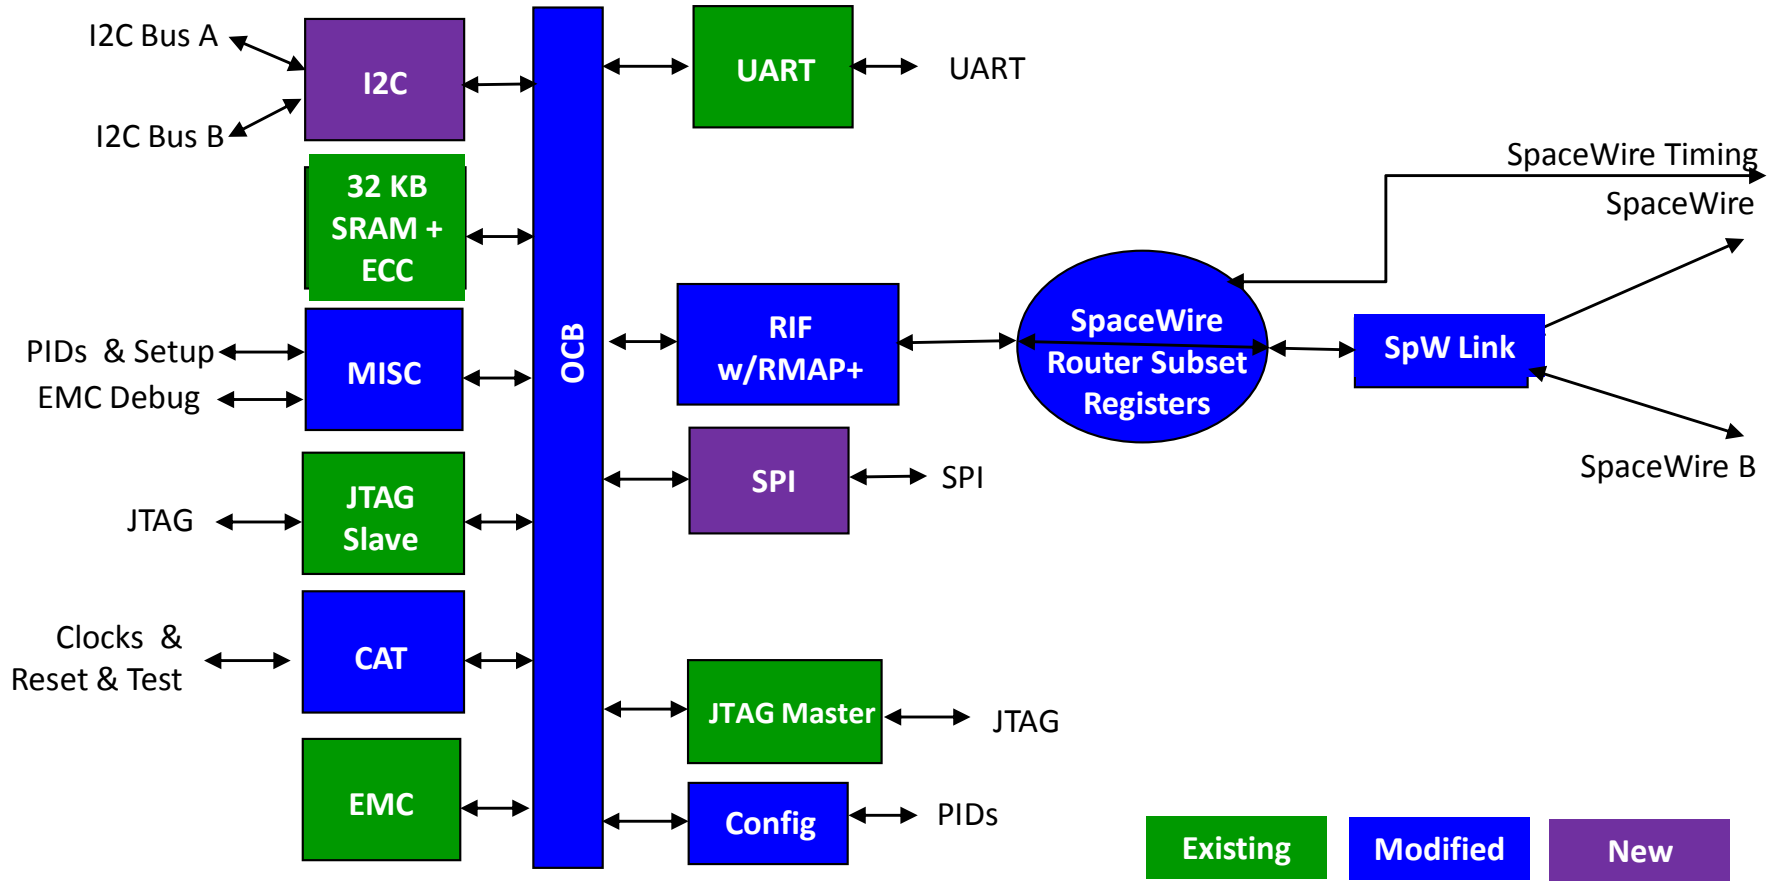 I2C Bus A
I2C Bus B
I2C
32 KB
SRAM +
ECC
PIDs & Setup
EMC Debug
MISC
JTAG
JTAG
Slave
Clocks &
Reset & Test
CAT
EMC
OCB
UART
UART
RIF
w/RMAP+
SpaceWire
Router Subset
Registers
SpW Link
SpaceWire Timing
SpaceWire
SpaceWire B
SPI
SPI
JTAG Master
JTAG
Config
PIDs
Existing
Modified
New